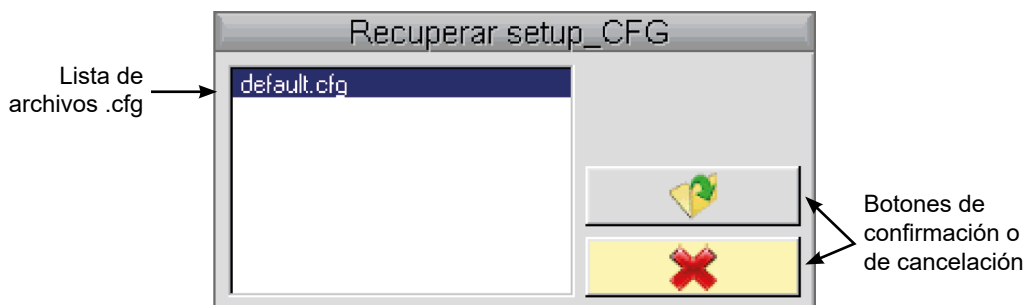 Recuperar setup_CFG
Lista de
archivos .cfg
default.cfg
Botones de
confirmación o
de cancelación